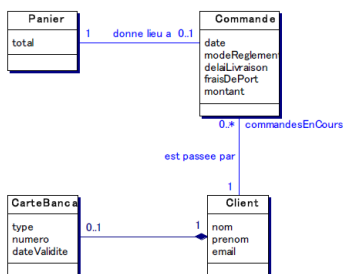 Panier
total
1 donne lieu a 0..1
Commande
date
modeReglement
delaiLivraison
fraisDePort
montant
0..* commandesEnCours
est passee par
1
CarteBanca
type
numero
dateValidite
0..1
1
Client
nom
prenom
email